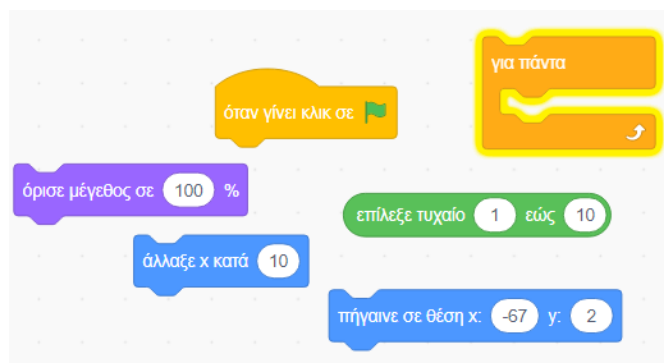 για πάντα
όταν γίνει κλικ σε
όρισε μέγεθος σε 100 %
επίλεξε τυχαίο 1 εώς 10
άλλαξε x κατά 10
πήγαινε σε θέση x: -67 y: 2